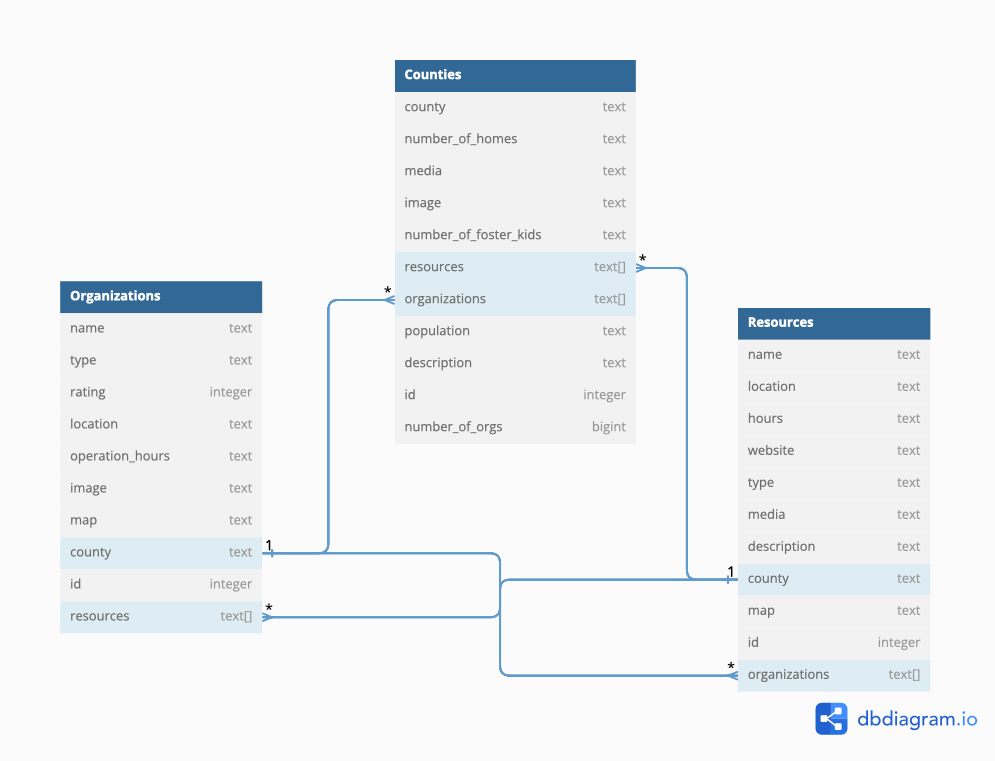 Counties
county text
number_of_homes text
media text
image text
number_of_foster_kids text
resources text[]
organizations text[]
population text
description text
id integer
number_of_orgs bigint
*
*
Organizations
name text
type text
rating integer
location text
operation_hours text
image text
map text
county text
id integer
resources text[]
1
*
Resources
name text
location text
hours text
website text
type text
media text
description text
county text
map text
id integer
organizations text[]
1
*
dbdiagram.io